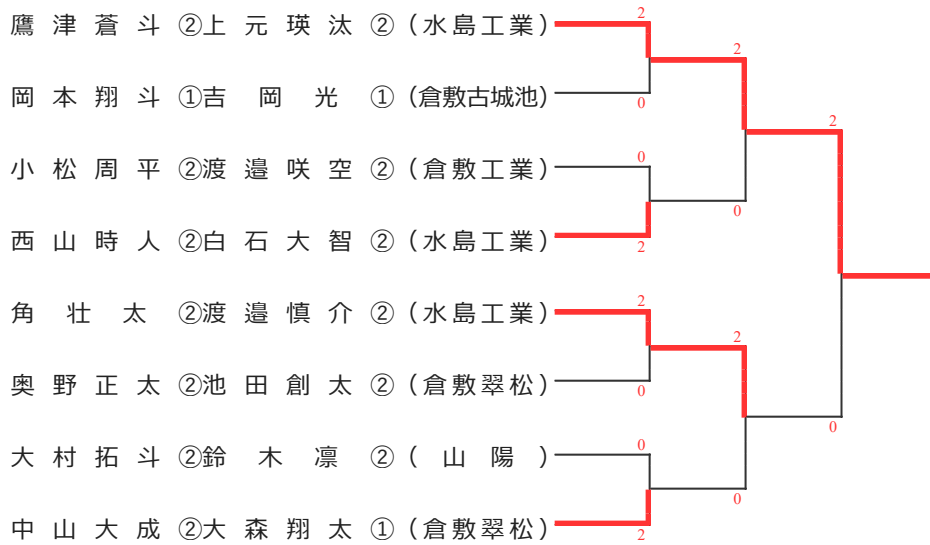 鷹津蒼斗②上元瑛汰②(水島工業)
2
2
岡本翔斗①吉岡光①(倉敷古城池)
0
2
小松周平②渡邉咲空②(倉敷工業)
0
0
西山時人②白石大智②(水島工業)
2
角壮太②渡邉慎介②(水島工業)
2
2
奥野正太②池田創太②(倉敷翠松)
0
0
大村拓斗②鈴木凛②(山陽)
0
0
中山大成②大森翔太①(倉敷翠松)
2